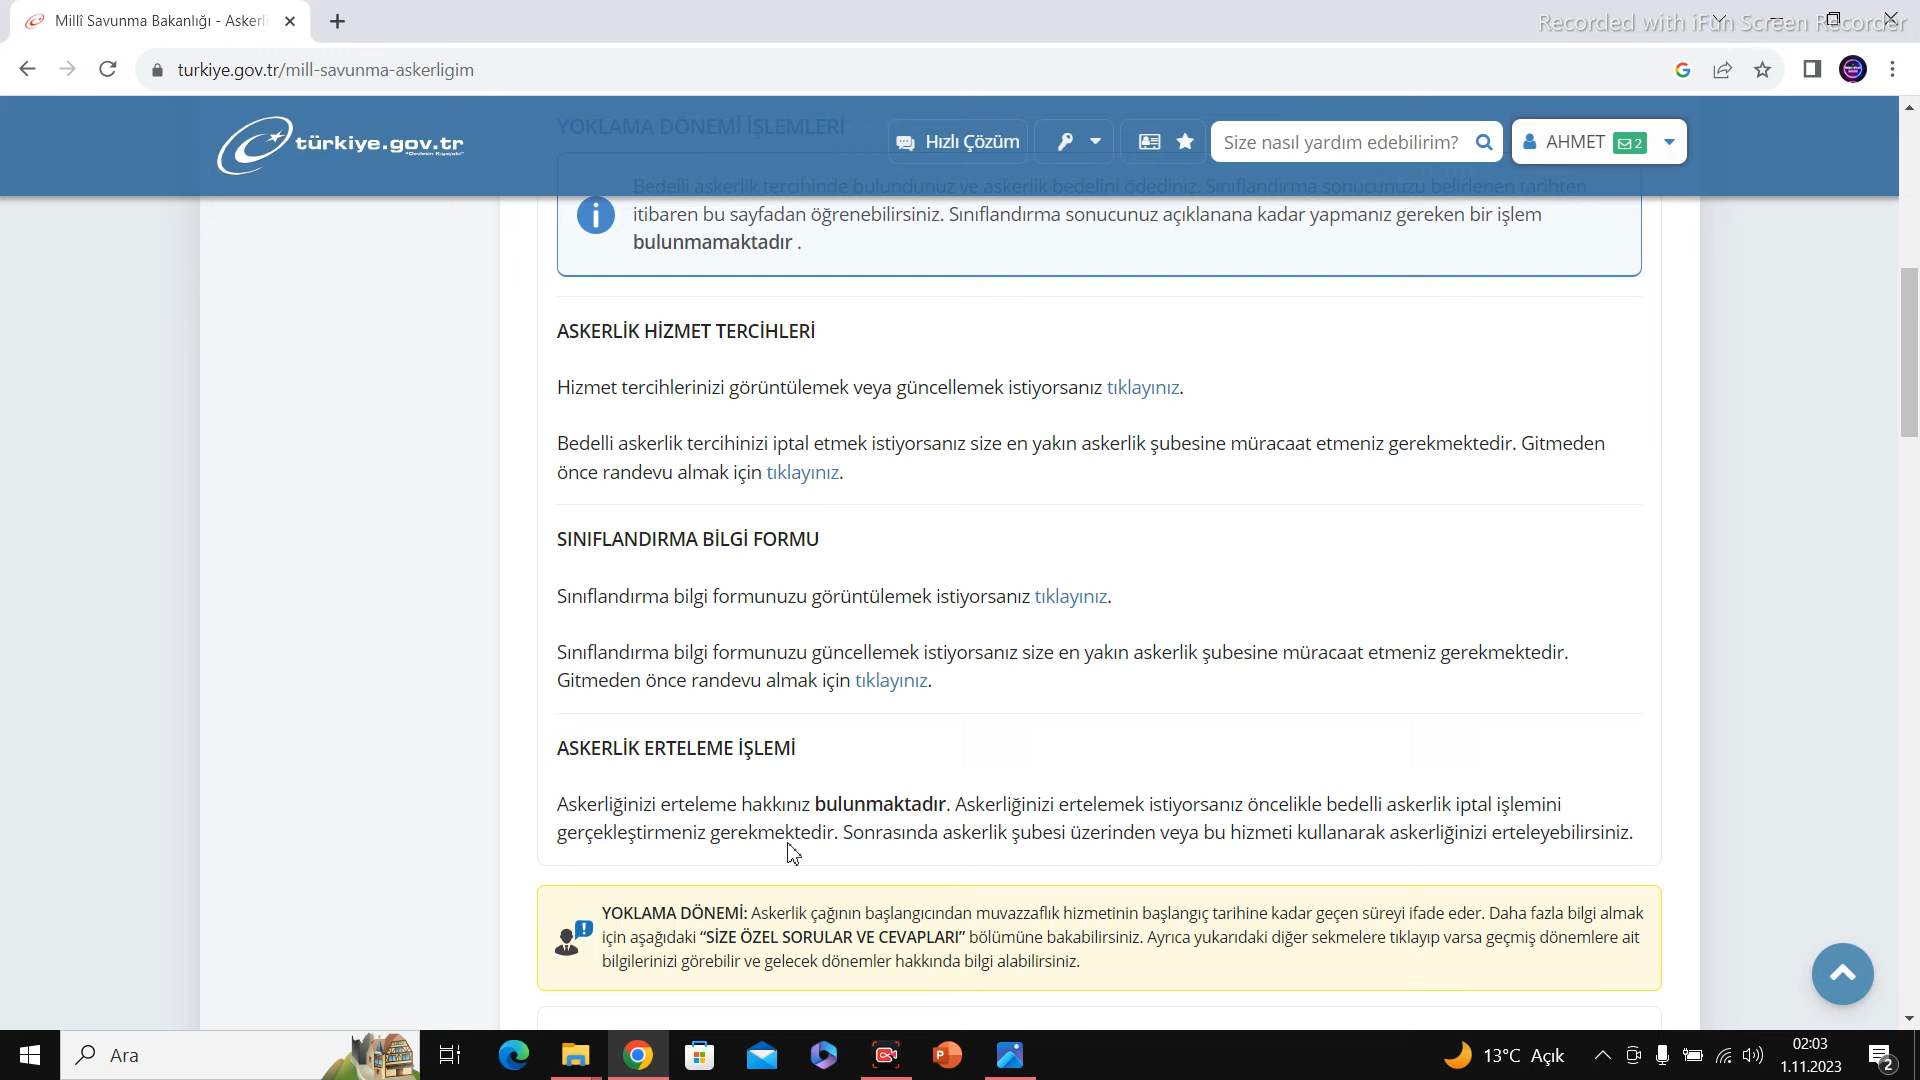 Millî Savunma Bakanlığı - Askerli
Recorded with iFun Screen Recorder
turkiye.gov.tr/mill-savunma-askerligim
türkiye.gov.tr
"Devletin Kısayolu"
YOKLAMA DÖNEMİ İŞLEMLERİ
Hızlı Çözüm
Size nasıl yardım edebilirim?
AHMET 2
Bedelli askerlik tercihinde bulundunuz ve askerlik bedelini ödediniz. Sınıflandırma sonucunuzu belirlenen tarihten
itibaren bu sayfadan öğrenebilirsiniz. Sınıflandırma sonucunuz açıklanana kadar yapmanız gereken bir işlem
bulunmamaktadır .
ASKERLİK HİZMET TERCİHLERİ
Hizmet tercihlerinizi görüntülemek veya güncellemek istiyorsanız tıklayınız.
Bedelli askerlik tercihinizi iptal etmek istiyorsanız size en yakın askerlik şubesine müracaat etmeniz gerekmektedir. Gitmeden
önce randevu almak için tıklayınız.
SINIFLANDIRMA BİLGİ FORMU
Sınıflandırma bilgi formunuzu görüntülemek istiyorsanız tıklayınız.
Sınıflandırma bilgi formunuzu güncellemek istiyorsanız size en yakın askerlik şubesine müracaat etmeniz gerekmektedir.
Gitmeden önce randevu almak için tıklayınız.
ASKERLİK ERTELEME İŞLEMİ
Askerliğinizi erteleme hakkınız bulunmaktadır. Askerliğinizi ertelemek istiyorsanız öncelikle bedelli askerlik iptal işlemini
gerçekleştirmeniz gerekmektedir. Sonrasında askerlik şubesi üzerinden veya bu hizmeti kullanarak askerliğinizi erteleyebilirsiniz.
YOKLAMA DÖNEMİ: Askerlik çağının başlangıcından muvazzaflık hizmetinin başlangıç tarihine kadar geçen süreyi ifade eder. Daha fazla bilgi almak
için aşağıdaki “SİZE ÖZEL SORULAR VE CEVAPLARI” bölümüne bakabilirsiniz. Ayrıca yukarıdaki diğer sekmelere tıklayıp varsa geçmiş dönemlere ait
bilgilerinizi görebilir ve gelecek dönemler hakkında bilgi alabilirsiniz.
Ara
13°C Açık
02:03
1.11.2023
2